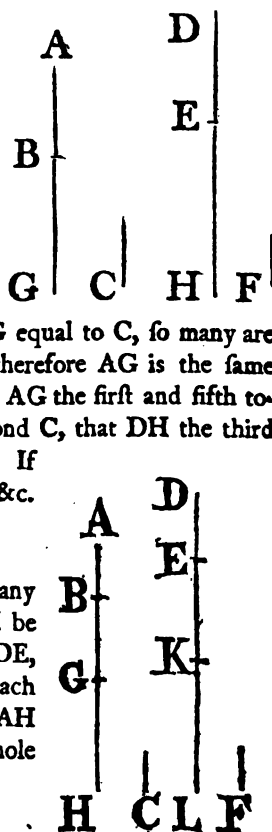 A
D
E
B
G C H F
G equal to C, ſo many are
therefore AG is the ſame
AG the firſt and fifth to-
ond C, that DH the third
If
&c.
D
A
E
any
B
be
DE,
K
G
ach
AH
hole
H C L F